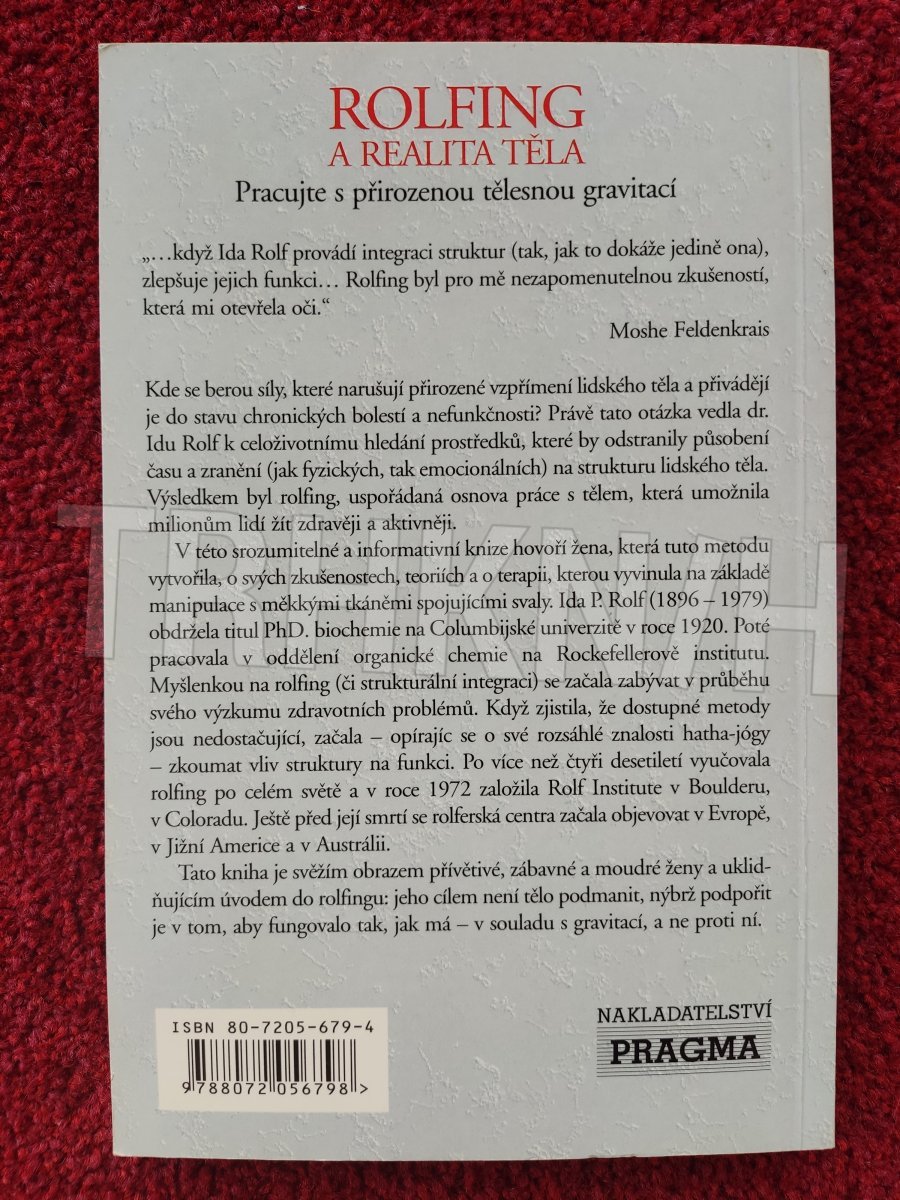 ROLFING
A REALITA TĚLA
Pracujte s přirozenou tělesnou gravitací
„…když Ida Rolf provádí integraci struktur (tak, jak to dokáže jedině ona),
zlepšuje jejich funkci… Rolfing byl pro mě nezapomenutelnou zkušeností,
která mi otevřela oči.“
Moshe Feldenkrais
Kde se berou síly, které narušují přirozené vzpřímení lidského těla a přivádějí
je do stavu chronických bolestí a nefunkčnosti? Právě tato otázka vedla dr.
Idu Rolf k celoživotnímu hledání prostředků, které by odstranily působení
času a zranění (jak fyzických, tak emocionálních) na strukturu lidského těla.
Výsledkem byl rolfing, uspořádaná osnova práce s tělem, která umožnila
milionům lidí žít zdravěji a aktivněji.
V této srozumitelné a informativní knize hovoří žena, která tuto metodu
vytvořila, o svých zkušenostech, teoriích a o terapii, kterou vyvinula na základě
manipulace s měkkými tkáněmi spojujícími svaly. Ida P. Rolf (1896 – 1979)
obdržela titul PhD. biochemie na Columbijské univerzitě v roce 1920. Poté
pracovala v oddělení organické chemie na Rockefellerově institutu.
Myšlenkou na rolfing (či strukturální integraci) se začala zabývat v průběhu
svého výzkumu zdravotních problémů. Když zjistila, že dostupné metody
jsou nedostačující, začala – opírajíc se o své rozsáhlé znalosti hatha-jógy
– zkoumat vliv struktury na funkci. Po více než čtyři desetiletí vyučovala
rolfing po celém světě a v roce 1972 založila Rolf Institute v Boulderu,
v Coloradu. Ještě před její smrtí se rolferská centra začala objevovat v Evropě,
v Jižní Americe a v Austrálii.
Tato kniha je svěžím obrazem přívětivé, zábavné a moudré ženy a uklid-
ňujícím úvodem do rolfingu: jeho cílem není tělo podmanit, nýbrž podpořit
je v tom, aby fungovalo tak, jak má – v souladu s gravitací, a ne proti ní.
ISBN 80-7205-679-4
9 788072 056798 >
NAKLADATELSTVÍ
PRAGMA
TRHKNIH